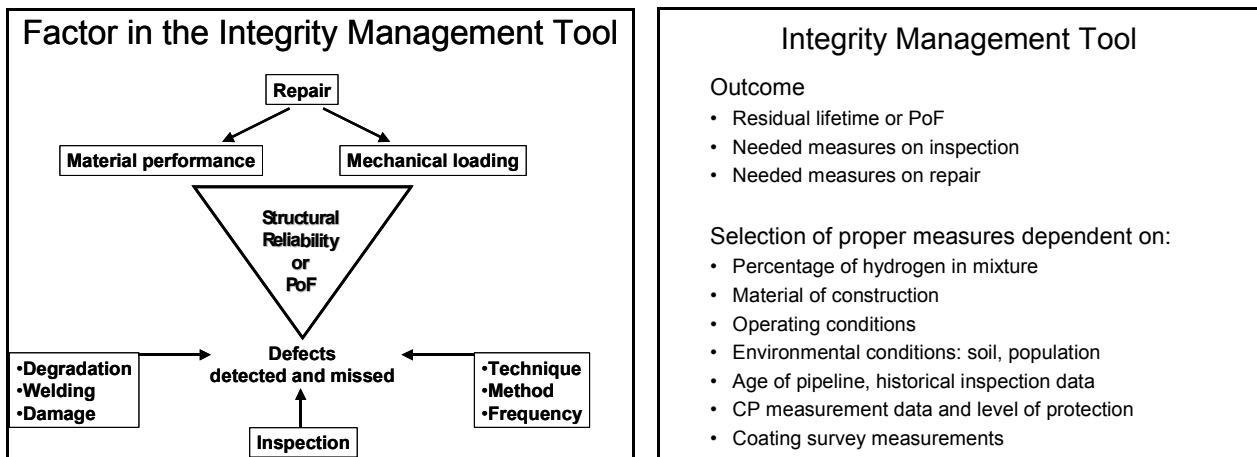 Factor in the Integrity Management Tool
Repair
Material performance
Mechanical loading
Structural
Reliability
or
PoF
Defects
detected and missed
•Degradation
•Welding
•Damage
•Technique
•Method
•Frequency
Inspection
Integrity Management Tool
Outcome
• Residual lifetime or PoF
• Needed measures on inspection
• Needed measures on repair
Selection of proper measures dependent on:
• Percentage of hydrogen in mixture
• Material of construction
• Operating conditions
• Environmental conditions: soil, population
• Age of pipeline, historical inspection data
• CP measurement data and level of protection
• Coating survey measurements